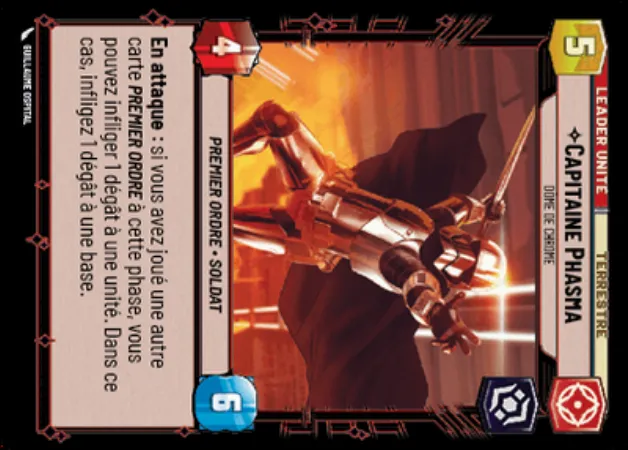 5
LEADER UNITÉ
TERRESTRE
✧CAPITAINE PHASMA
DÔME DE CHROME
4
PREMIER ORDRE • SOLDAT
6
En attaque : si vous avez joué une autre
carte PREMIER ORDRE à cette phase, vous
pouvez infliger 1 dégât à une unité. Dans ce
cas, infligez 1 dégât à une base.
GUILLAUME OSPITAL